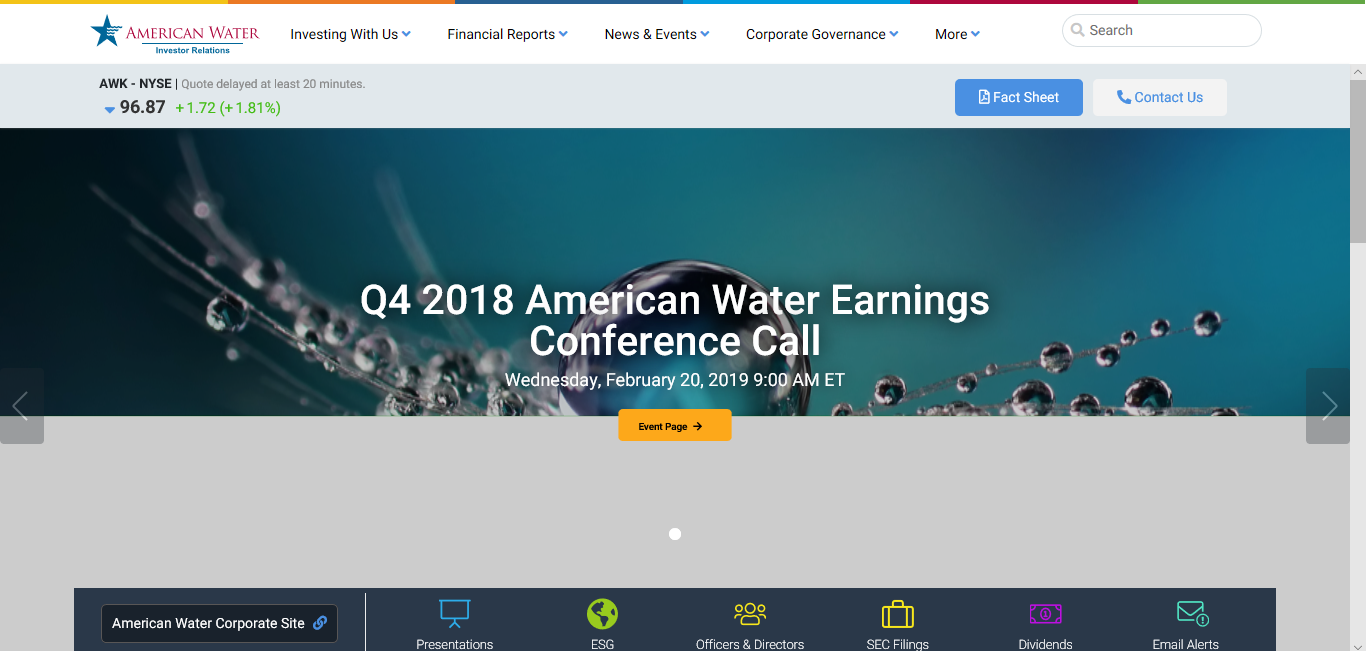 AMERICAN WATER
Investor Relations
Investing With Us
Financial Reports
News & Events
Corporate Governance
More
Search
AWK - NYSE | Quote delayed at least 20 minutes.
96.87 +1.72 (+1.81%)
Fact Sheet
Contact Us
Q4 2018 American Water Earnings
Conference Call
Wednesday, February 20, 2019 9:00 AM ET
Event Page
American Water Corporate Site
Presentations
ESG
Officers & Directors
SEC Filings
Dividends
Email Alerts